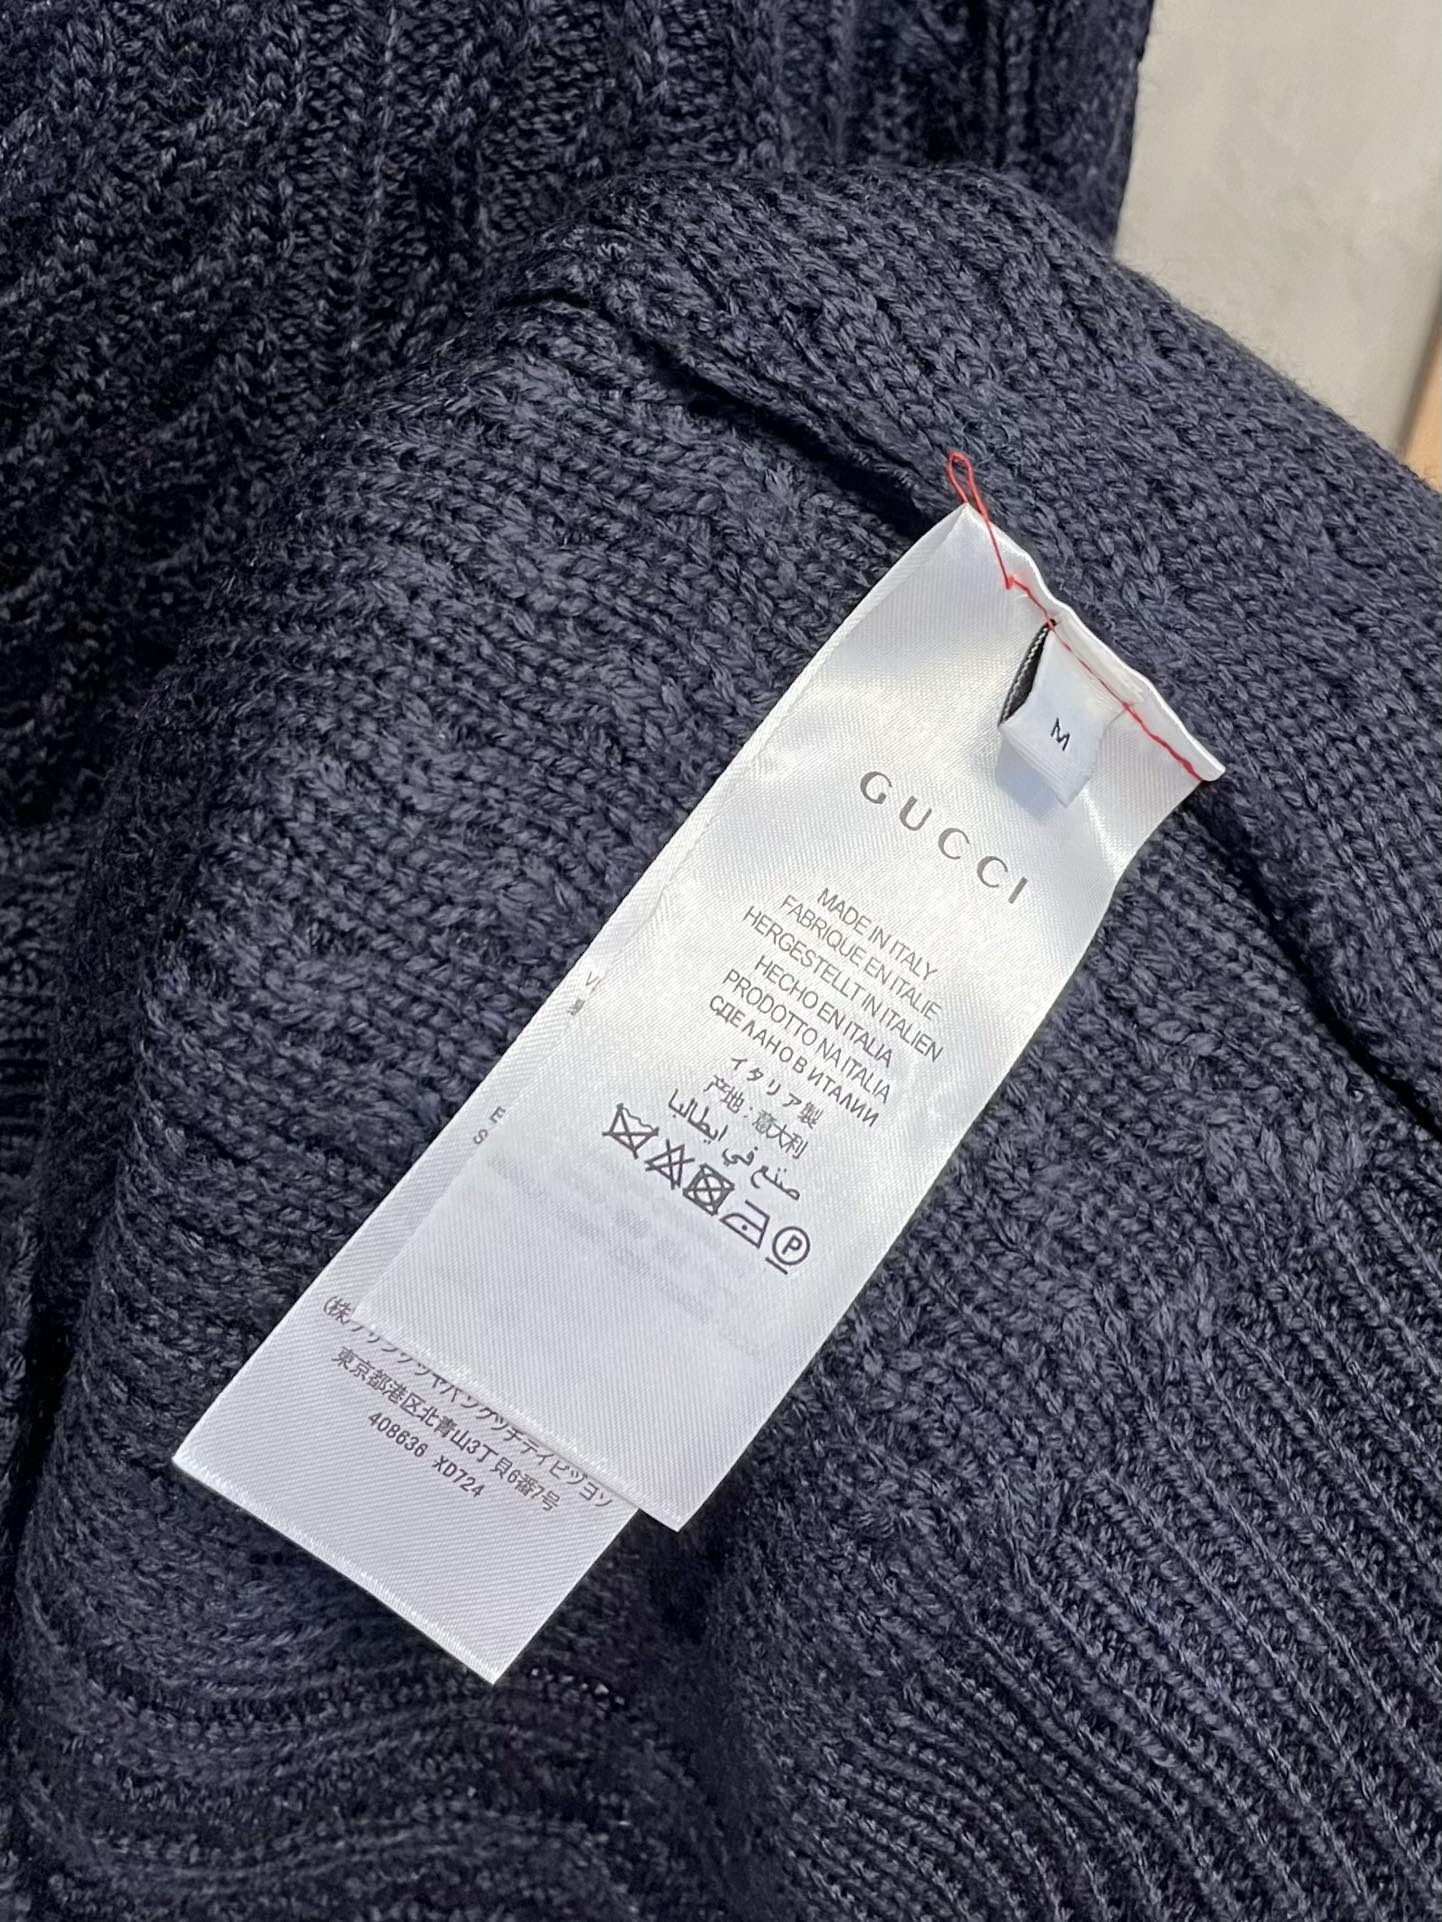 M
GUCCI
MADE IN ITALY
FABRIQUE EN ITALIE
HERGESTELLT IN ITALIEN
HECHO EN ITALIA
PRODOTTO NA ITALIA
СДЕЛАНО В ИТАЛИИ
イタリア製
产地:意大利
صنع في ايطاليا
P
東京都港区北青山3丁目6番7号
408636 XD724